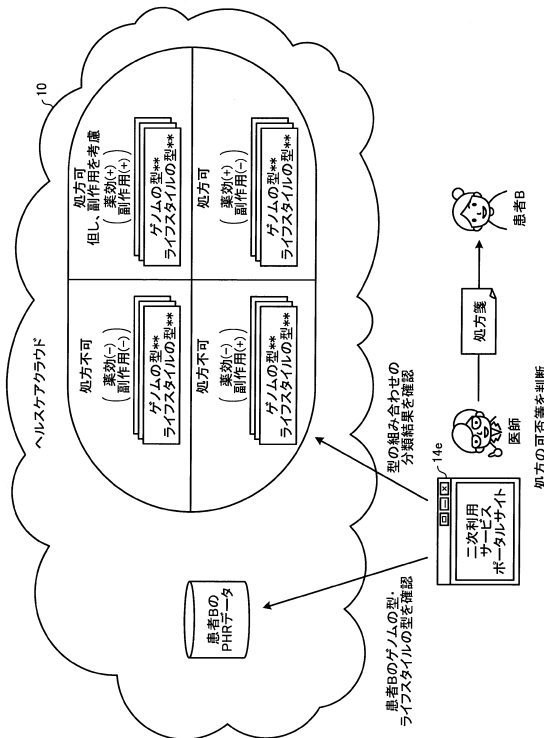 ヘルスケアクラウド
10
患者Bの
PHRデータ
処方不可
(薬効(-)
副作用(-))
ゲノムの型**
ライフスタイルの型**
処方可
但し、副作用を考慮
(薬効(+)
副作用(+))
ゲノムの型**
ライフスタイルの型**
処方不可
(薬効(-)
副作用(+))
ゲノムの型**
ライフスタイルの型**
処方可
(薬効(+)
副作用(-))
ゲノムの型**
ライフスタイルの型**
患者Bのゲノムの型・
ライフスタイルの型を確認
型の組み合わせの
分類結果を確認
14e
二次利用
サービス
ポータルサイト
医師
処方箋
患者B
処方の可否等を判断